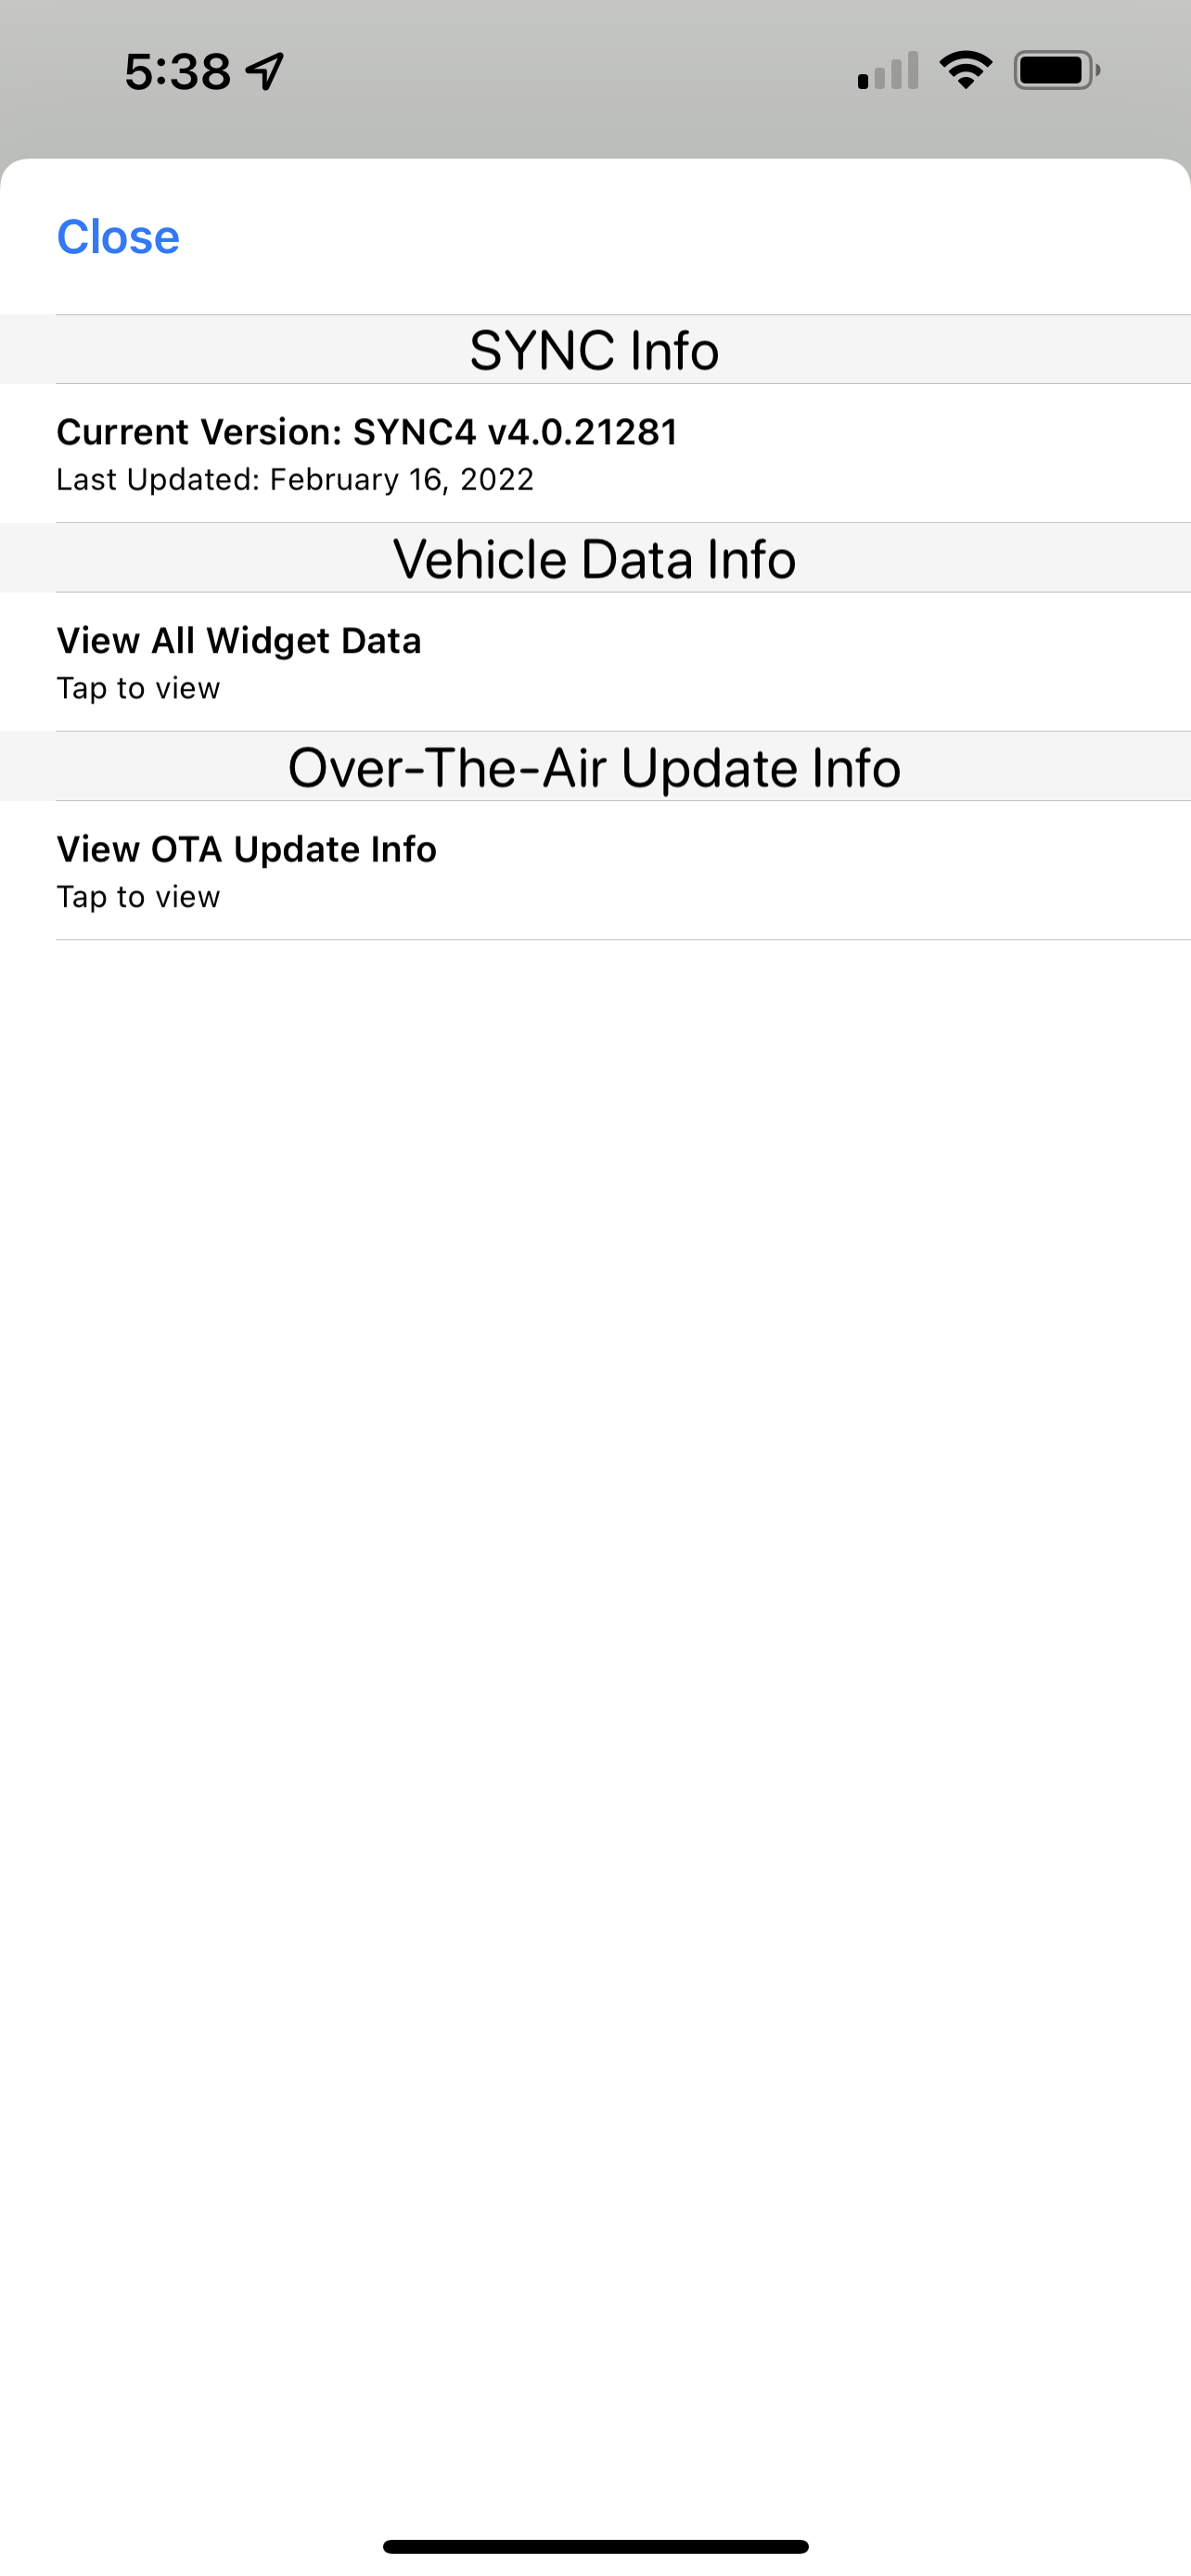 5:38
Close
SYNC Info
Current Version: SYNC4 v4.0.21281
Last Updated: February 16, 2022
Vehicle Data Info
View All Widget Data
Tap to view
Over-The-Air Update Info
View OTA Update Info
Tap to view